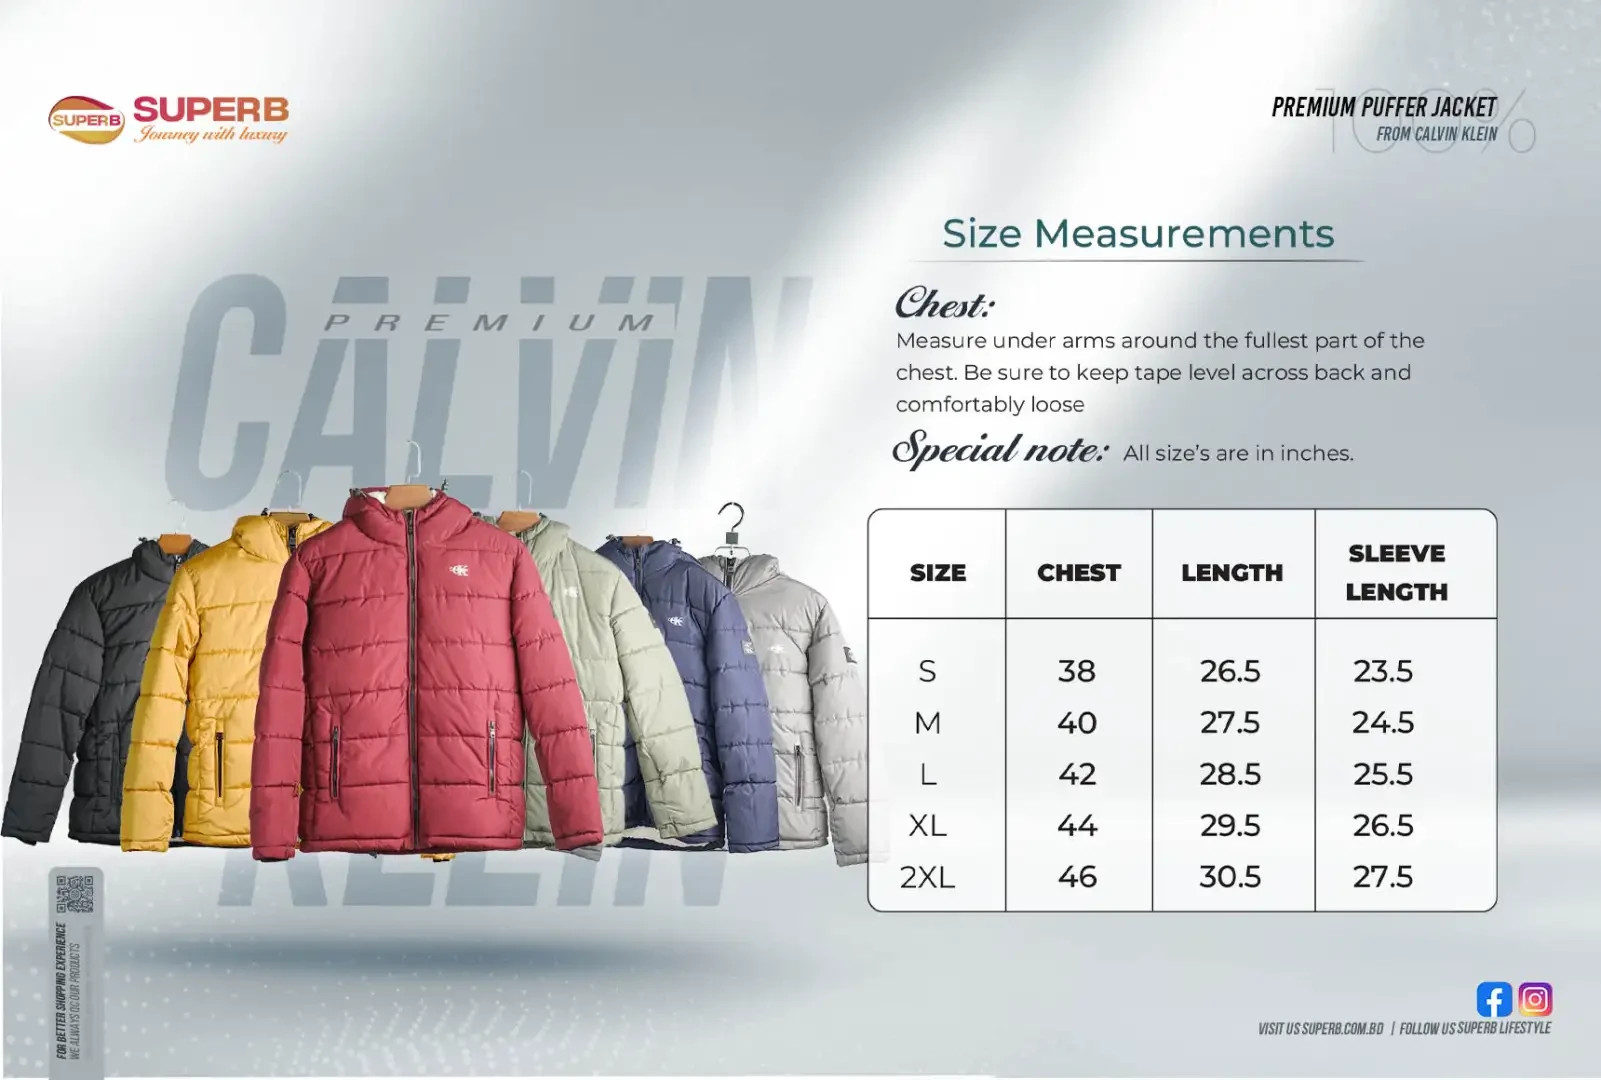 SUPERB
SUPERB
Journey with luxury
PREMIUM PUFFER JACKET
FROM CALVIN KLEIN
100%
Size Measurements
Chest:
Measure under arms around the fullest part of the
chest. Be sure to keep tape level across back and
comfortably loose
Special note: All size's are in inches.
CALVIN
PREMIUM
KLEIN
SIZE CHEST LENGTH SLEEVE LENGTH
S 38 26.5 23.5
M 40 27.5 24.5
L 42 28.5 25.5
XL 44 29.5 26.5
2XL 46 30.5 27.5
FOR BETTER SHOPPING EXPERIENCE
WE ALWAYS QC OUR PRODUCTS
VISIT US SUPERB.COM.BD | FOLLOW US SUPERB LIFESTYLE